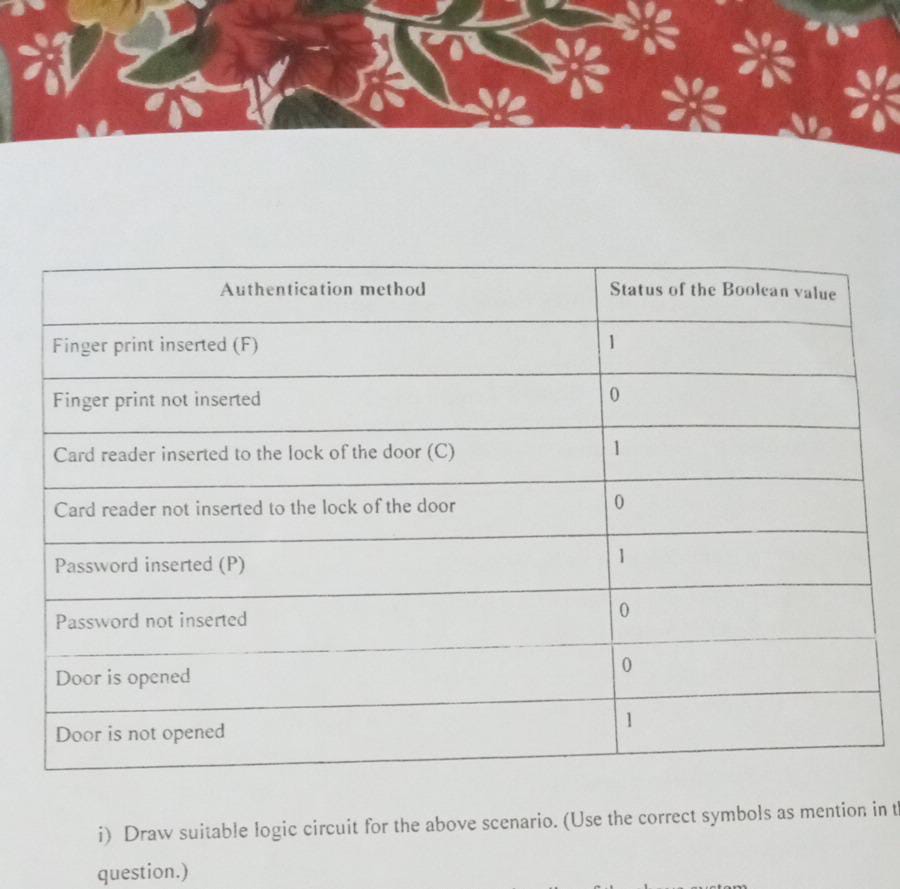 Authentication method Status of the Boolean value
Finger print inserted (F) 1
Finger print not inserted 0
Card reader inserted to the lock of the door (C) 1
Card reader not inserted to the lock of the door 0
Password inserted (P) 1
Password not inserted 0
Door is opened 0
Door is not opened 1
i) Draw suitable logic circuit for the above scenario. (Use the correct symbols as mention in
question.)